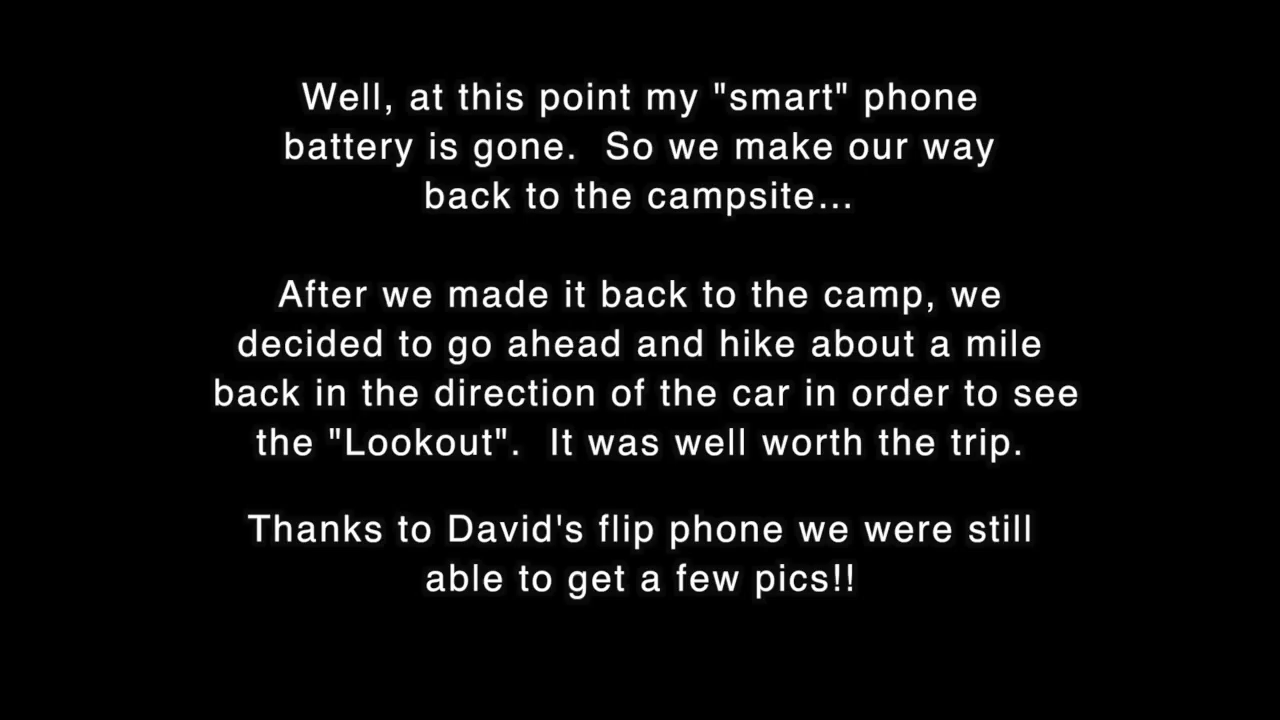 Well, at this point my "smart" phone
battery is gone.  So we make our way
back to the campsite...
After we made it back to the camp, we
decided to go ahead and hike about a mile
back in the direction of the car in order to see
the "Lookout".  It was well worth the trip.
Thanks to David's flip phone we were still
able to get a few pics!!